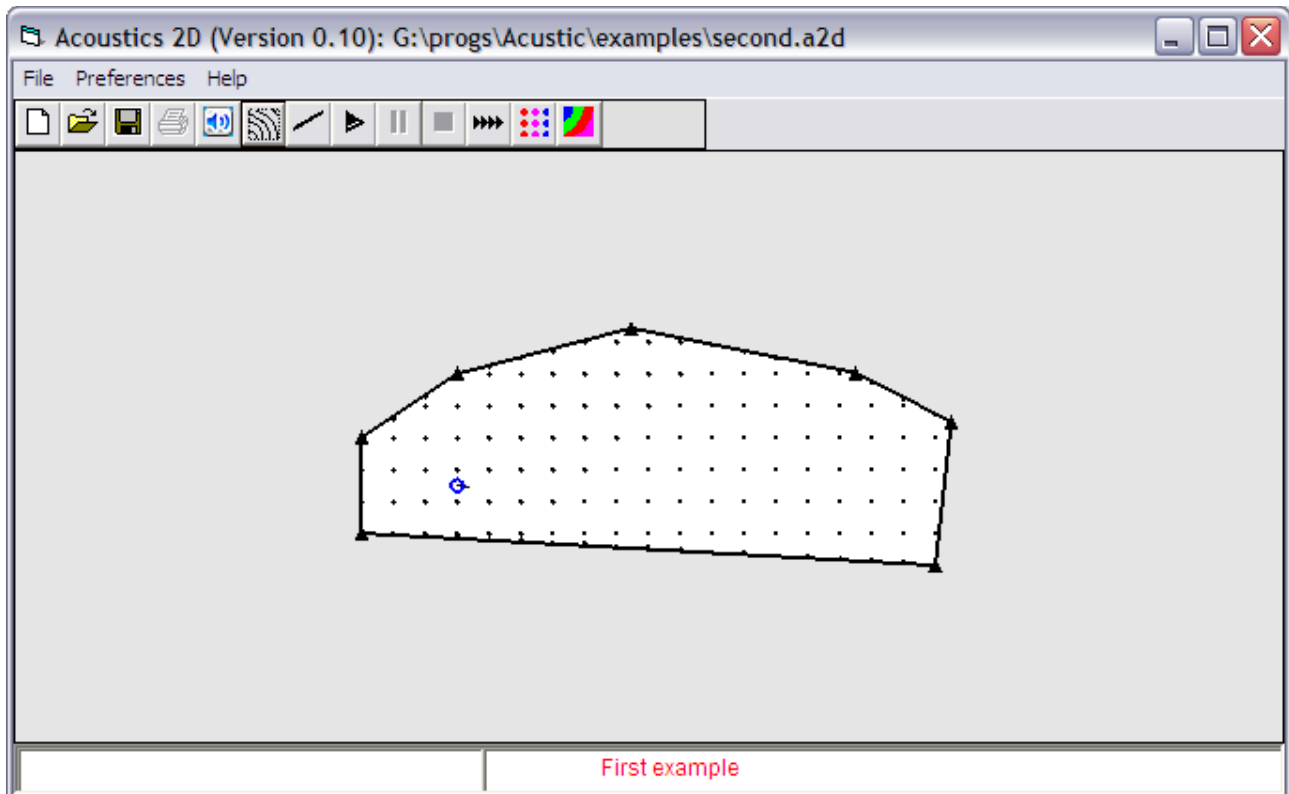 Acoustics 2D (Version 0.10): G:\progs\Acustic\examples\second.a2d
File Preferences Help
First example